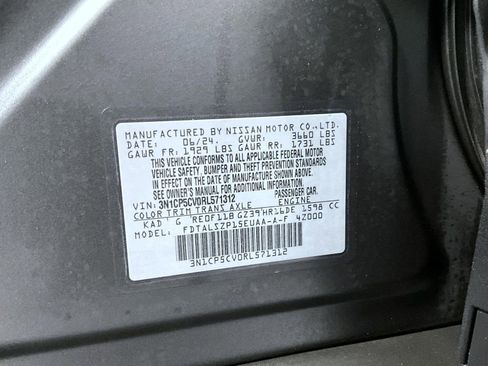 MANUFACTURED BY NISSAN MOTOR CO.,LTD.
DATE: 06/24 GVWR: 3660 LBS
GAWR FR: 1929 LBS GAWR RR: 1731 LBS
THIS VEHICLE CONFORMS TO ALL APPLICABLE FEDERAL MOTOR
VEHICLE SAFETY, BUMPER, AND THEFT PREVENTION STANDARDS
IN EFFECT ON THE DATE OF MANUFACTURE SHOWN ABOVE.
*SEE OWNER'S MANUAL FOR ADDITIONAL INFORMATION.
VIN: 3N1CP5CV0RL571312 PASSENGER CAR
COLOR TRIM TRANS AXLE ENGINE
KAD G RE0F11B GZ39 HR16DE 1598 CC
MODEL: FDTALSZP15EUAA-A-F 4Z000
3N1CP5CV0RL571312